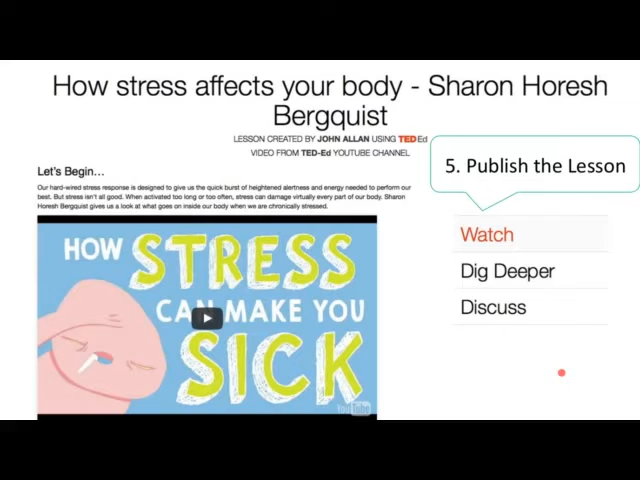 How stress affects your body - Sharon Horesh
Bergquist
LESSON CREATED BY JOHN ALLAN USING TED Ed
VIDEO FROM TED-Ed YOUTUBE CHANNEL
5. Publish the Lesson
Let's Begin...
Our hard-wired stress response is designed to give us the quick burst of heightened alertness and energy needed to perform our
best. But stress isn't all good. When activated too long or too often, stress can damage virtually every part of our body. Sharon
Horesh Bergquist gives us a look at what goes on inside our body when we are chronically stressed.
HOW STRESS
CAN MAKE YOU
SICK
YouTube
Watch
Dig Deeper
Discuss